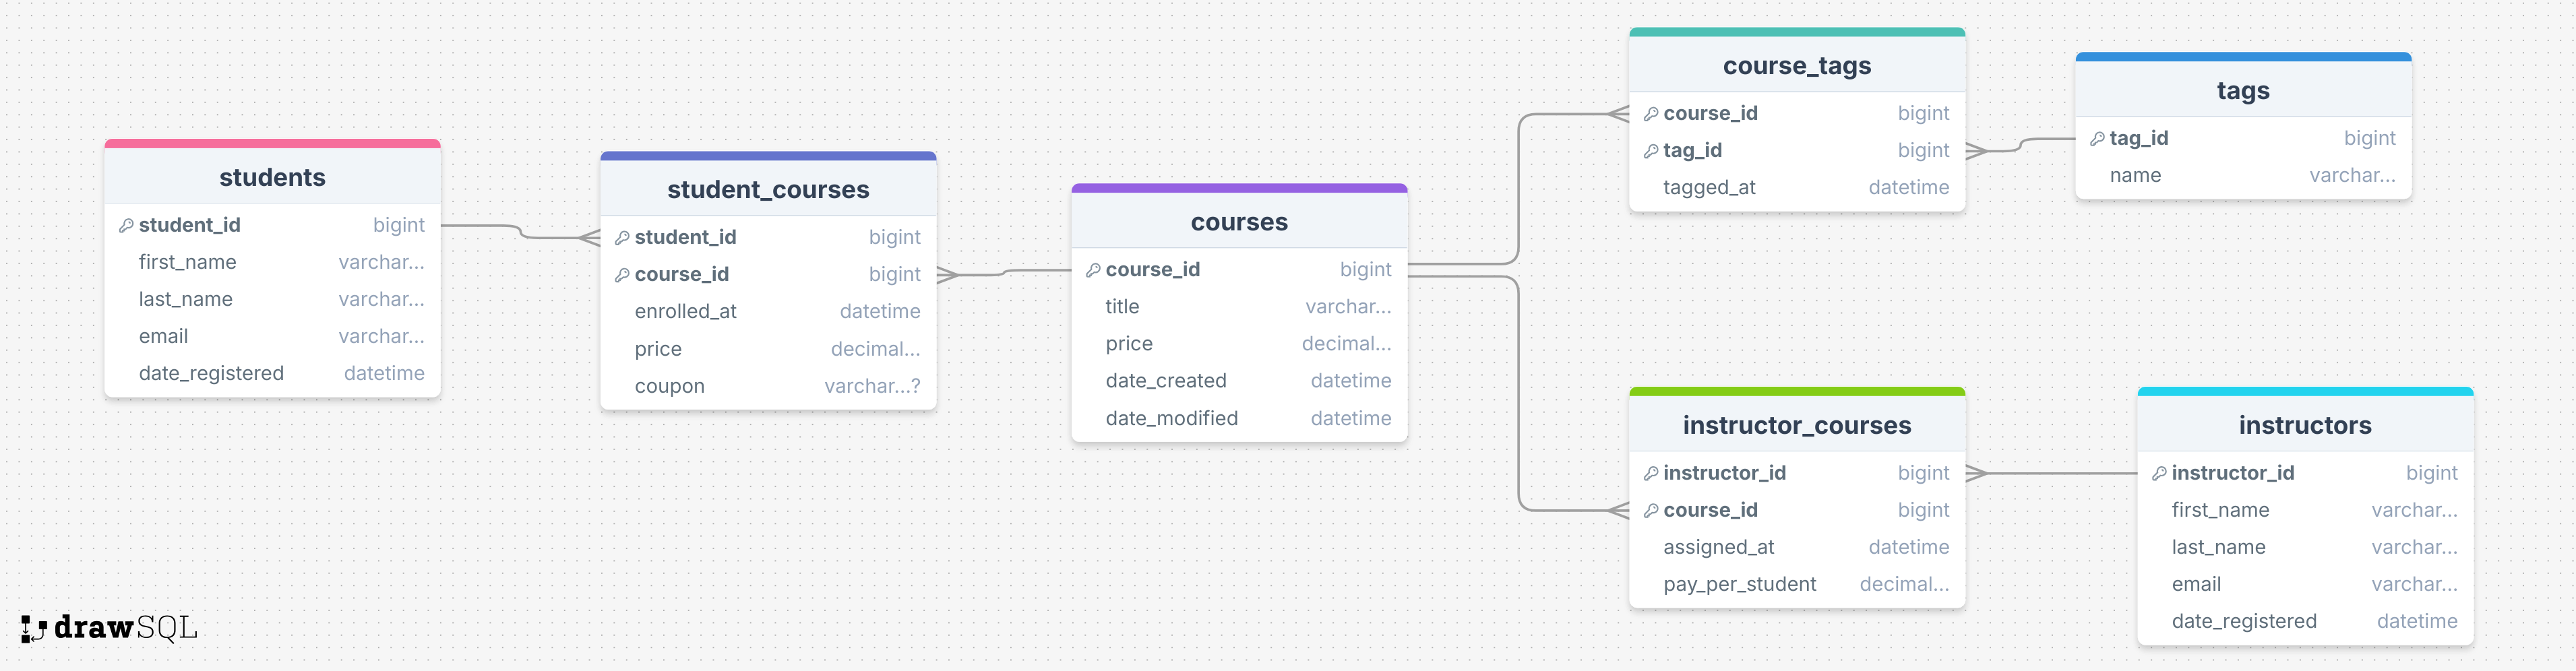 students
student_id bigint
first_name varchar...
last_name varchar...
email varchar...
date_registered datetime
student_courses
student_id bigint
course_id bigint
enrolled_at datetime
price decimal...
coupon varchar...?
courses
course_id bigint
title varchar...
price decimal...
date_created datetime
date_modified datetime
course_tags
course_id bigint
tag_id bigint
tagged_at datetime
tags
tag_id bigint
name varchar...
instructor_courses
instructor_id bigint
course_id bigint
assigned_at datetime
pay_per_student decimal...
instructors
instructor_id bigint
first_name varchar...
last_name varchar...
email varchar...
date_registered datetime
drawSQL